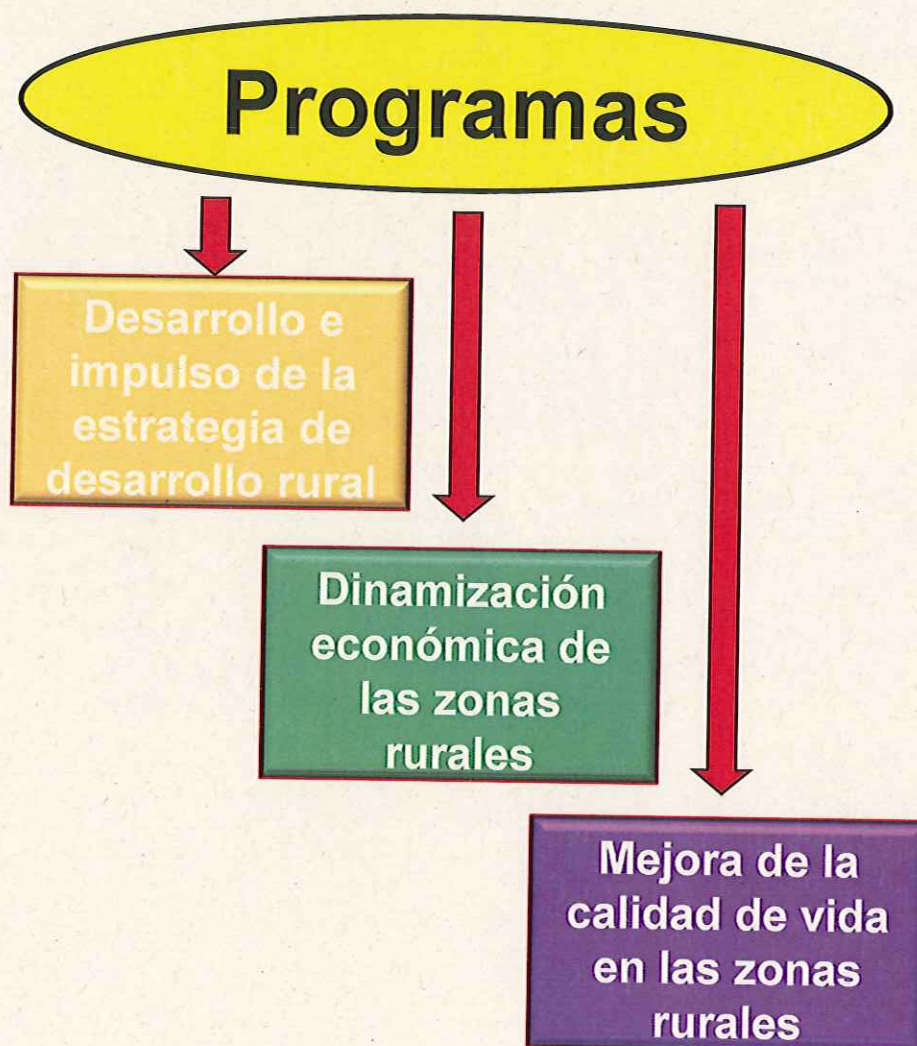 Programas
Desarrollo e
impulso de la
estrategia de
desarrollo rural
Dinamización
económica de
las zonas
rurales
Mejora de la
calidad de vida
en las zonas
rurales